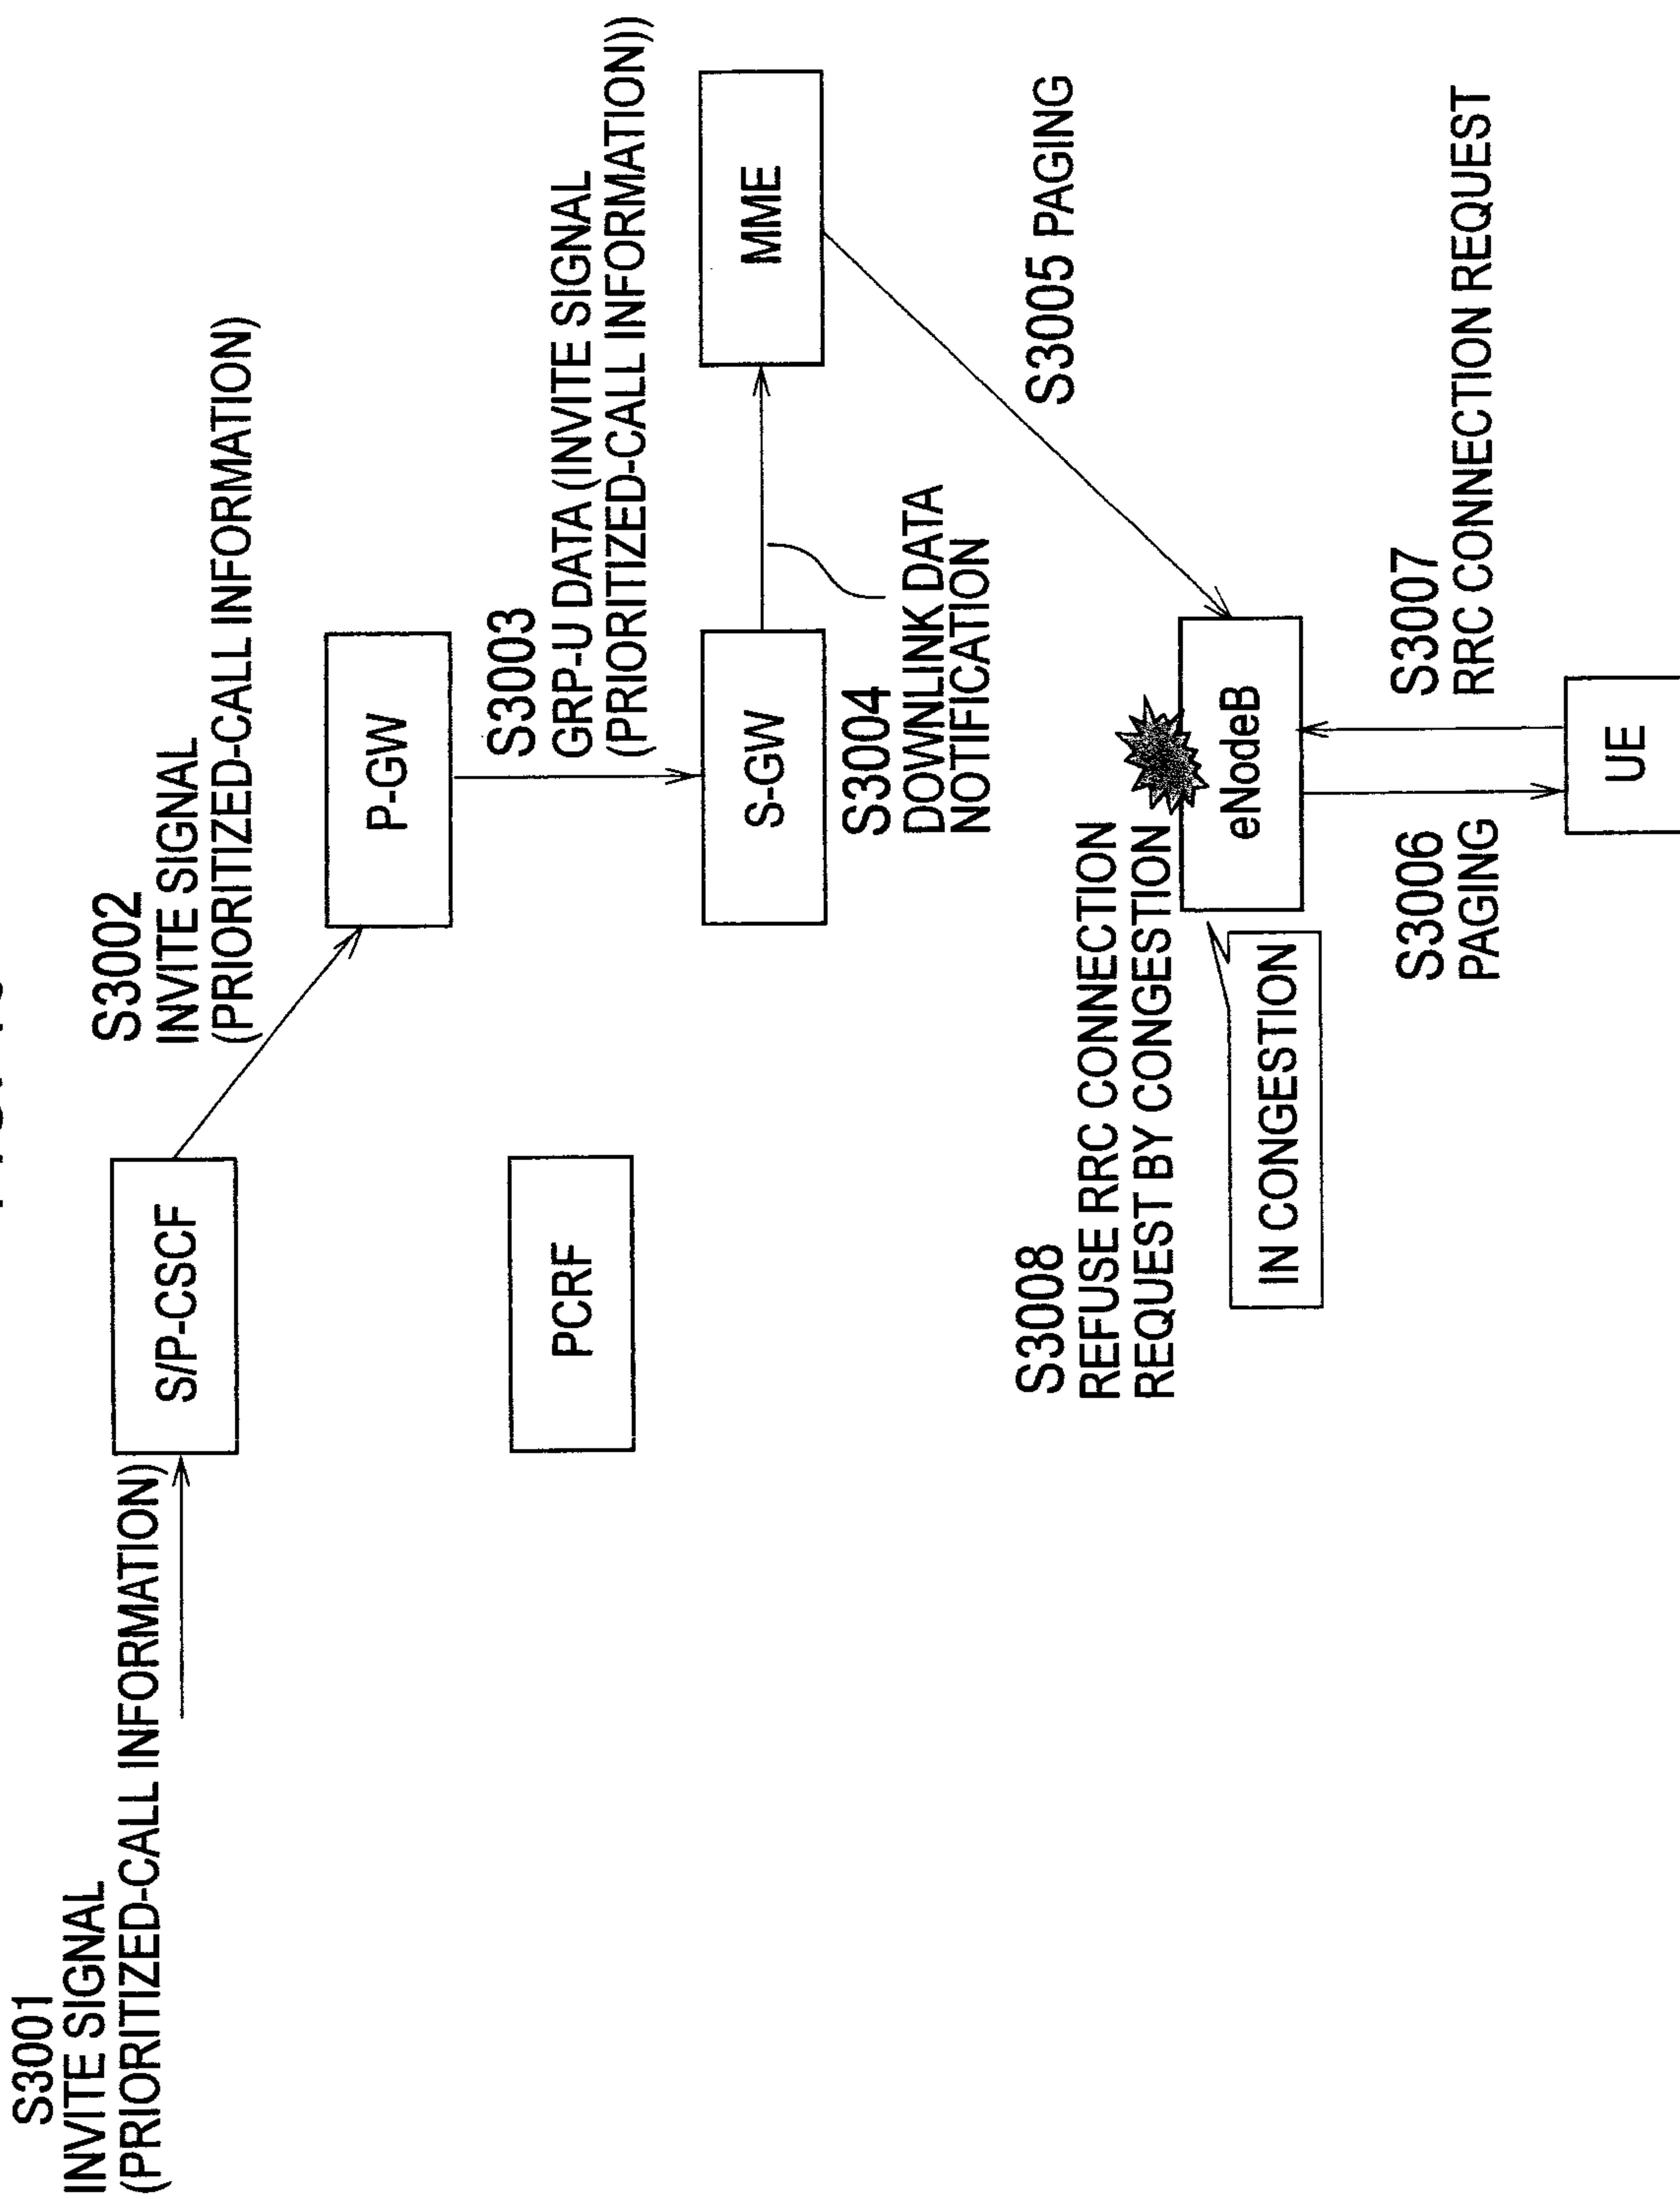 S3001
INVITE SIGNAL
(PRIORITIZED-CALL INFORMATION)
S/P-CSCF
S3002
INVITE SIGNAL
(PRIORITIZED-CALL INFORMATION)
P-GW
PCRF
S3003
GRP-U DATA (INVITE SIGNAL
(PRIORITIZED-CALL INFORMATION))
S-GW
MME
S3004
DOWNLINK DATA
NOTIFICATION
S3005 PAGING
S3008
REFUSE RRC CONNECTION
REQUEST BY CONGESTION
eNodeB
IN CONGESTION
S3006
PAGING
S3007
RRC CONNECTION REQUEST
UE